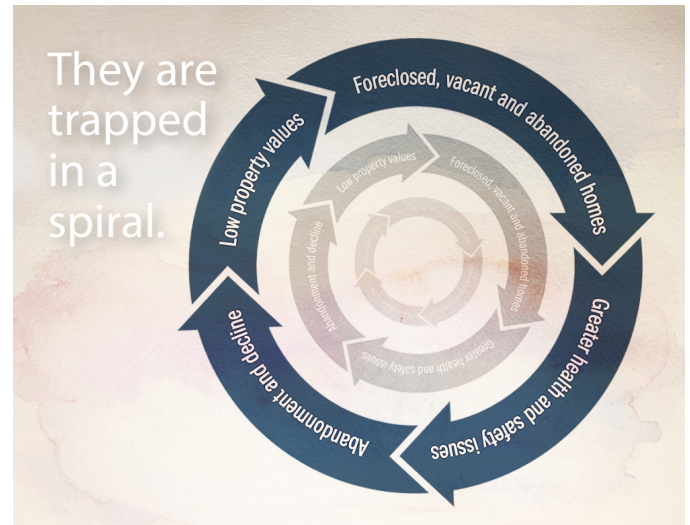 They are
trapped
in a
spiral.
Foreclosed, vacant and abandoned homes
Greater health and safety issues
Abandonment and decline
Low property values
Foreclosed, vacant and abandoned homes
Greater health and safety issues
Abandonment and decline
Low property values